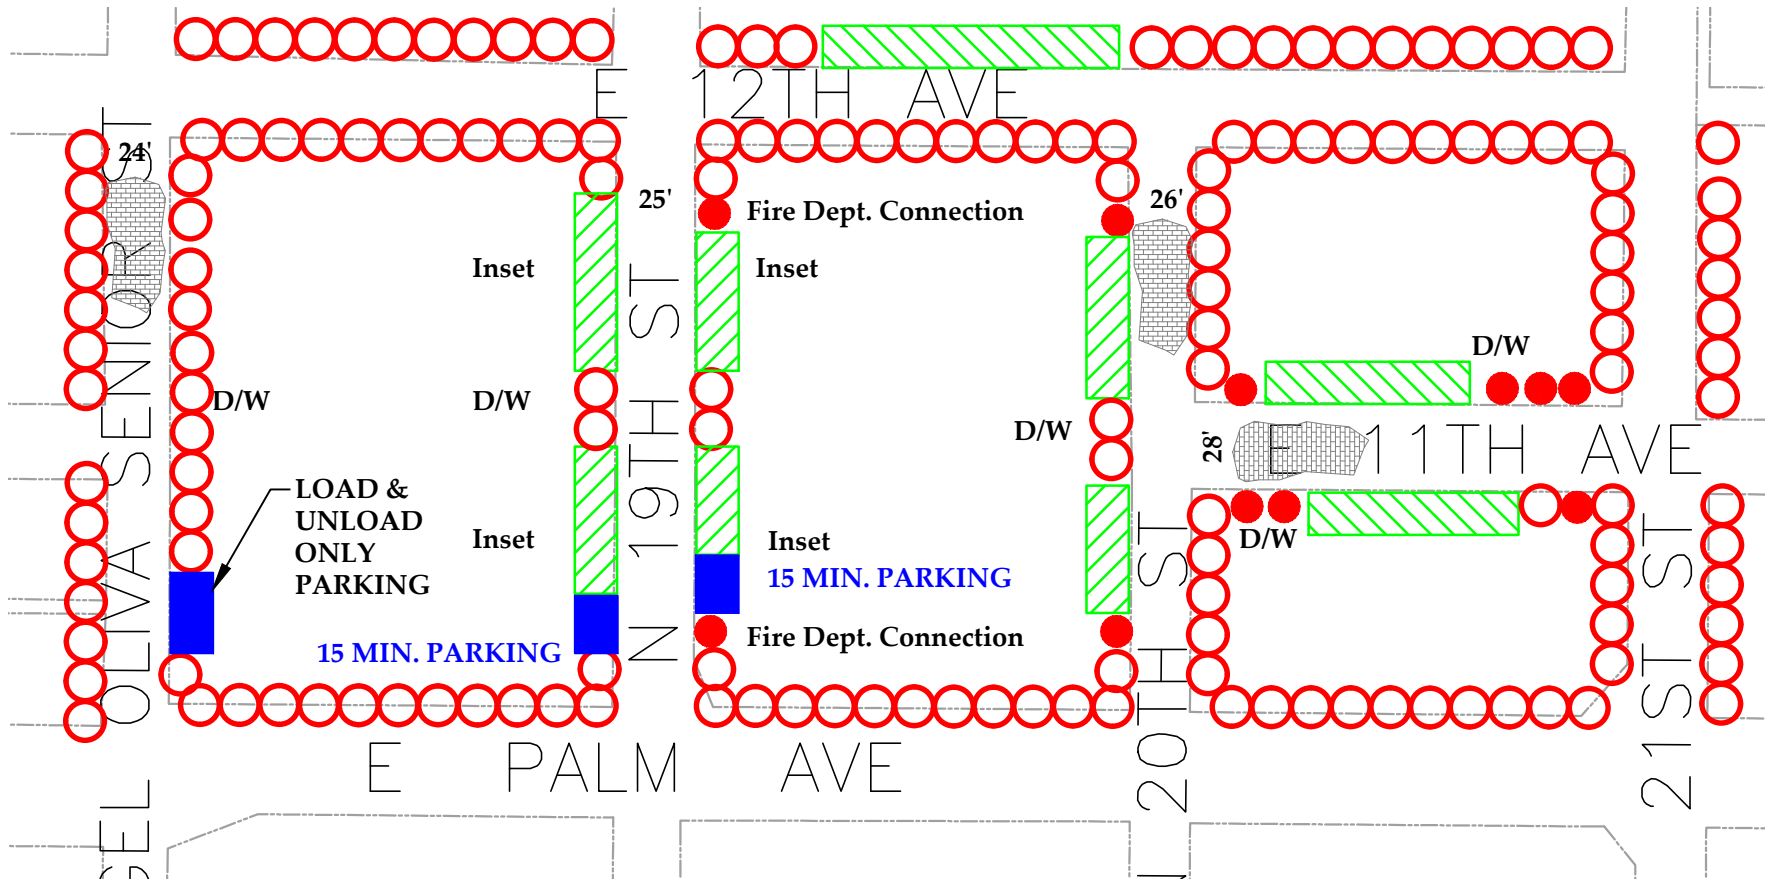 E 12TH AVE
24'
25'
26'
Fire Dept. Connection
Inset
Inset
D/W
D/W
D/W
D/W
28'
E 11TH AVE
LOAD &
UNLOAD
ONLY
PARKING
Inset
Inset
D/W
15 MIN. PARKING
15 MIN. PARKING
Fire Dept. Connection
E PALM AVE
GEL OLIVA SENIOR ST
N 19TH ST
20TH ST
21ST ST